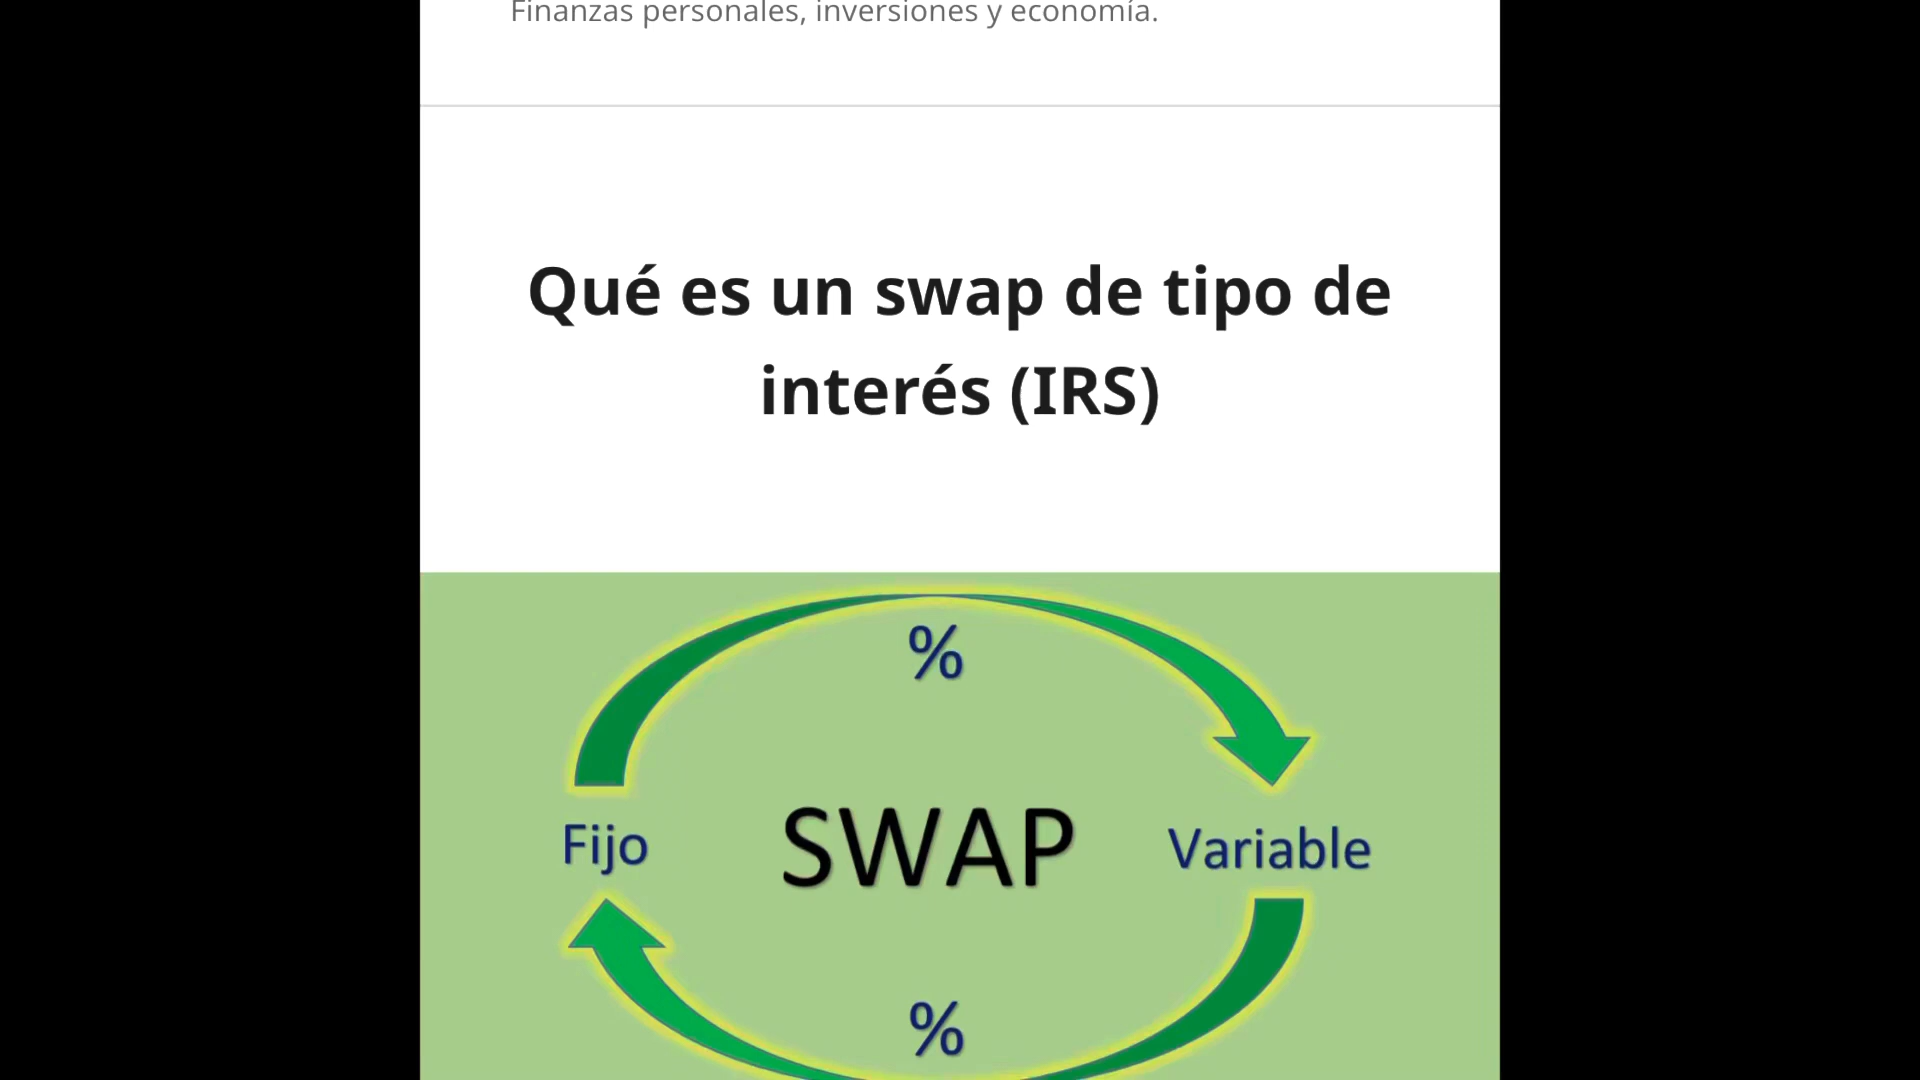 Finanzas personales, inversiones y economía.
Qué es un swap de tipo de
interés (IRS)
%
Fijo SWAP Variable
%